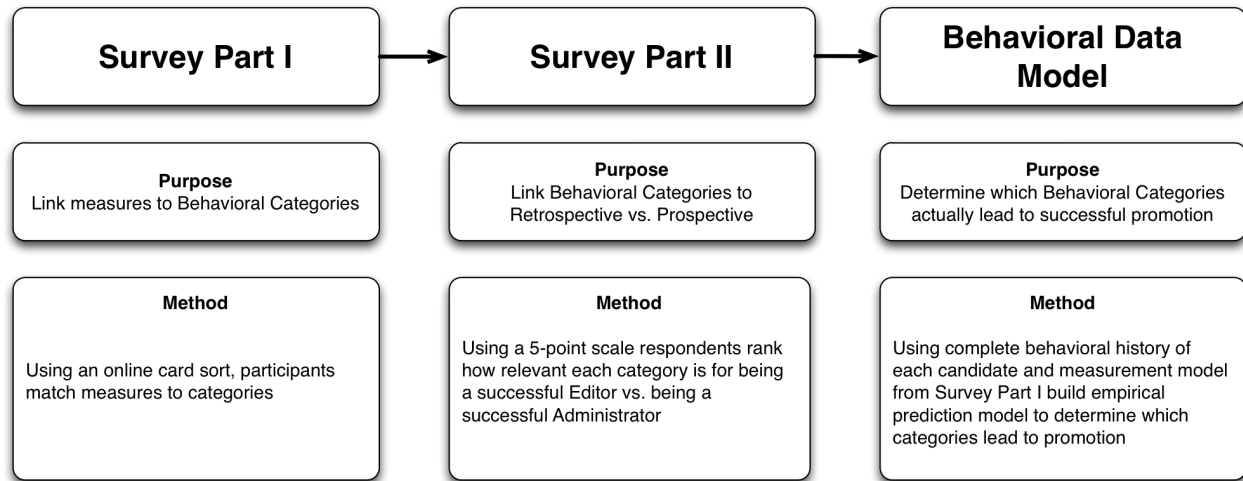 Survey Part I
Survey Part II
Behavioral Data
Model
Purpose
Link measures to Behavioral Categories
Purpose
Link Behavioral Categories to
Retrospective vs. Prospective
Purpose
Determine which Behavioral Categories
actually lead to successful promotion
Method
Using an online card sort, participants
match measures to categories
Method
Using a 5-point scale respondents rank
how relevant each category is for being
a successful Editor vs. being a
successful Administrator
Method
Using complete behavioral history of
each candidate and measurement model
from Survey Part I build empirical
prediction model to determine which
categories lead to promotion